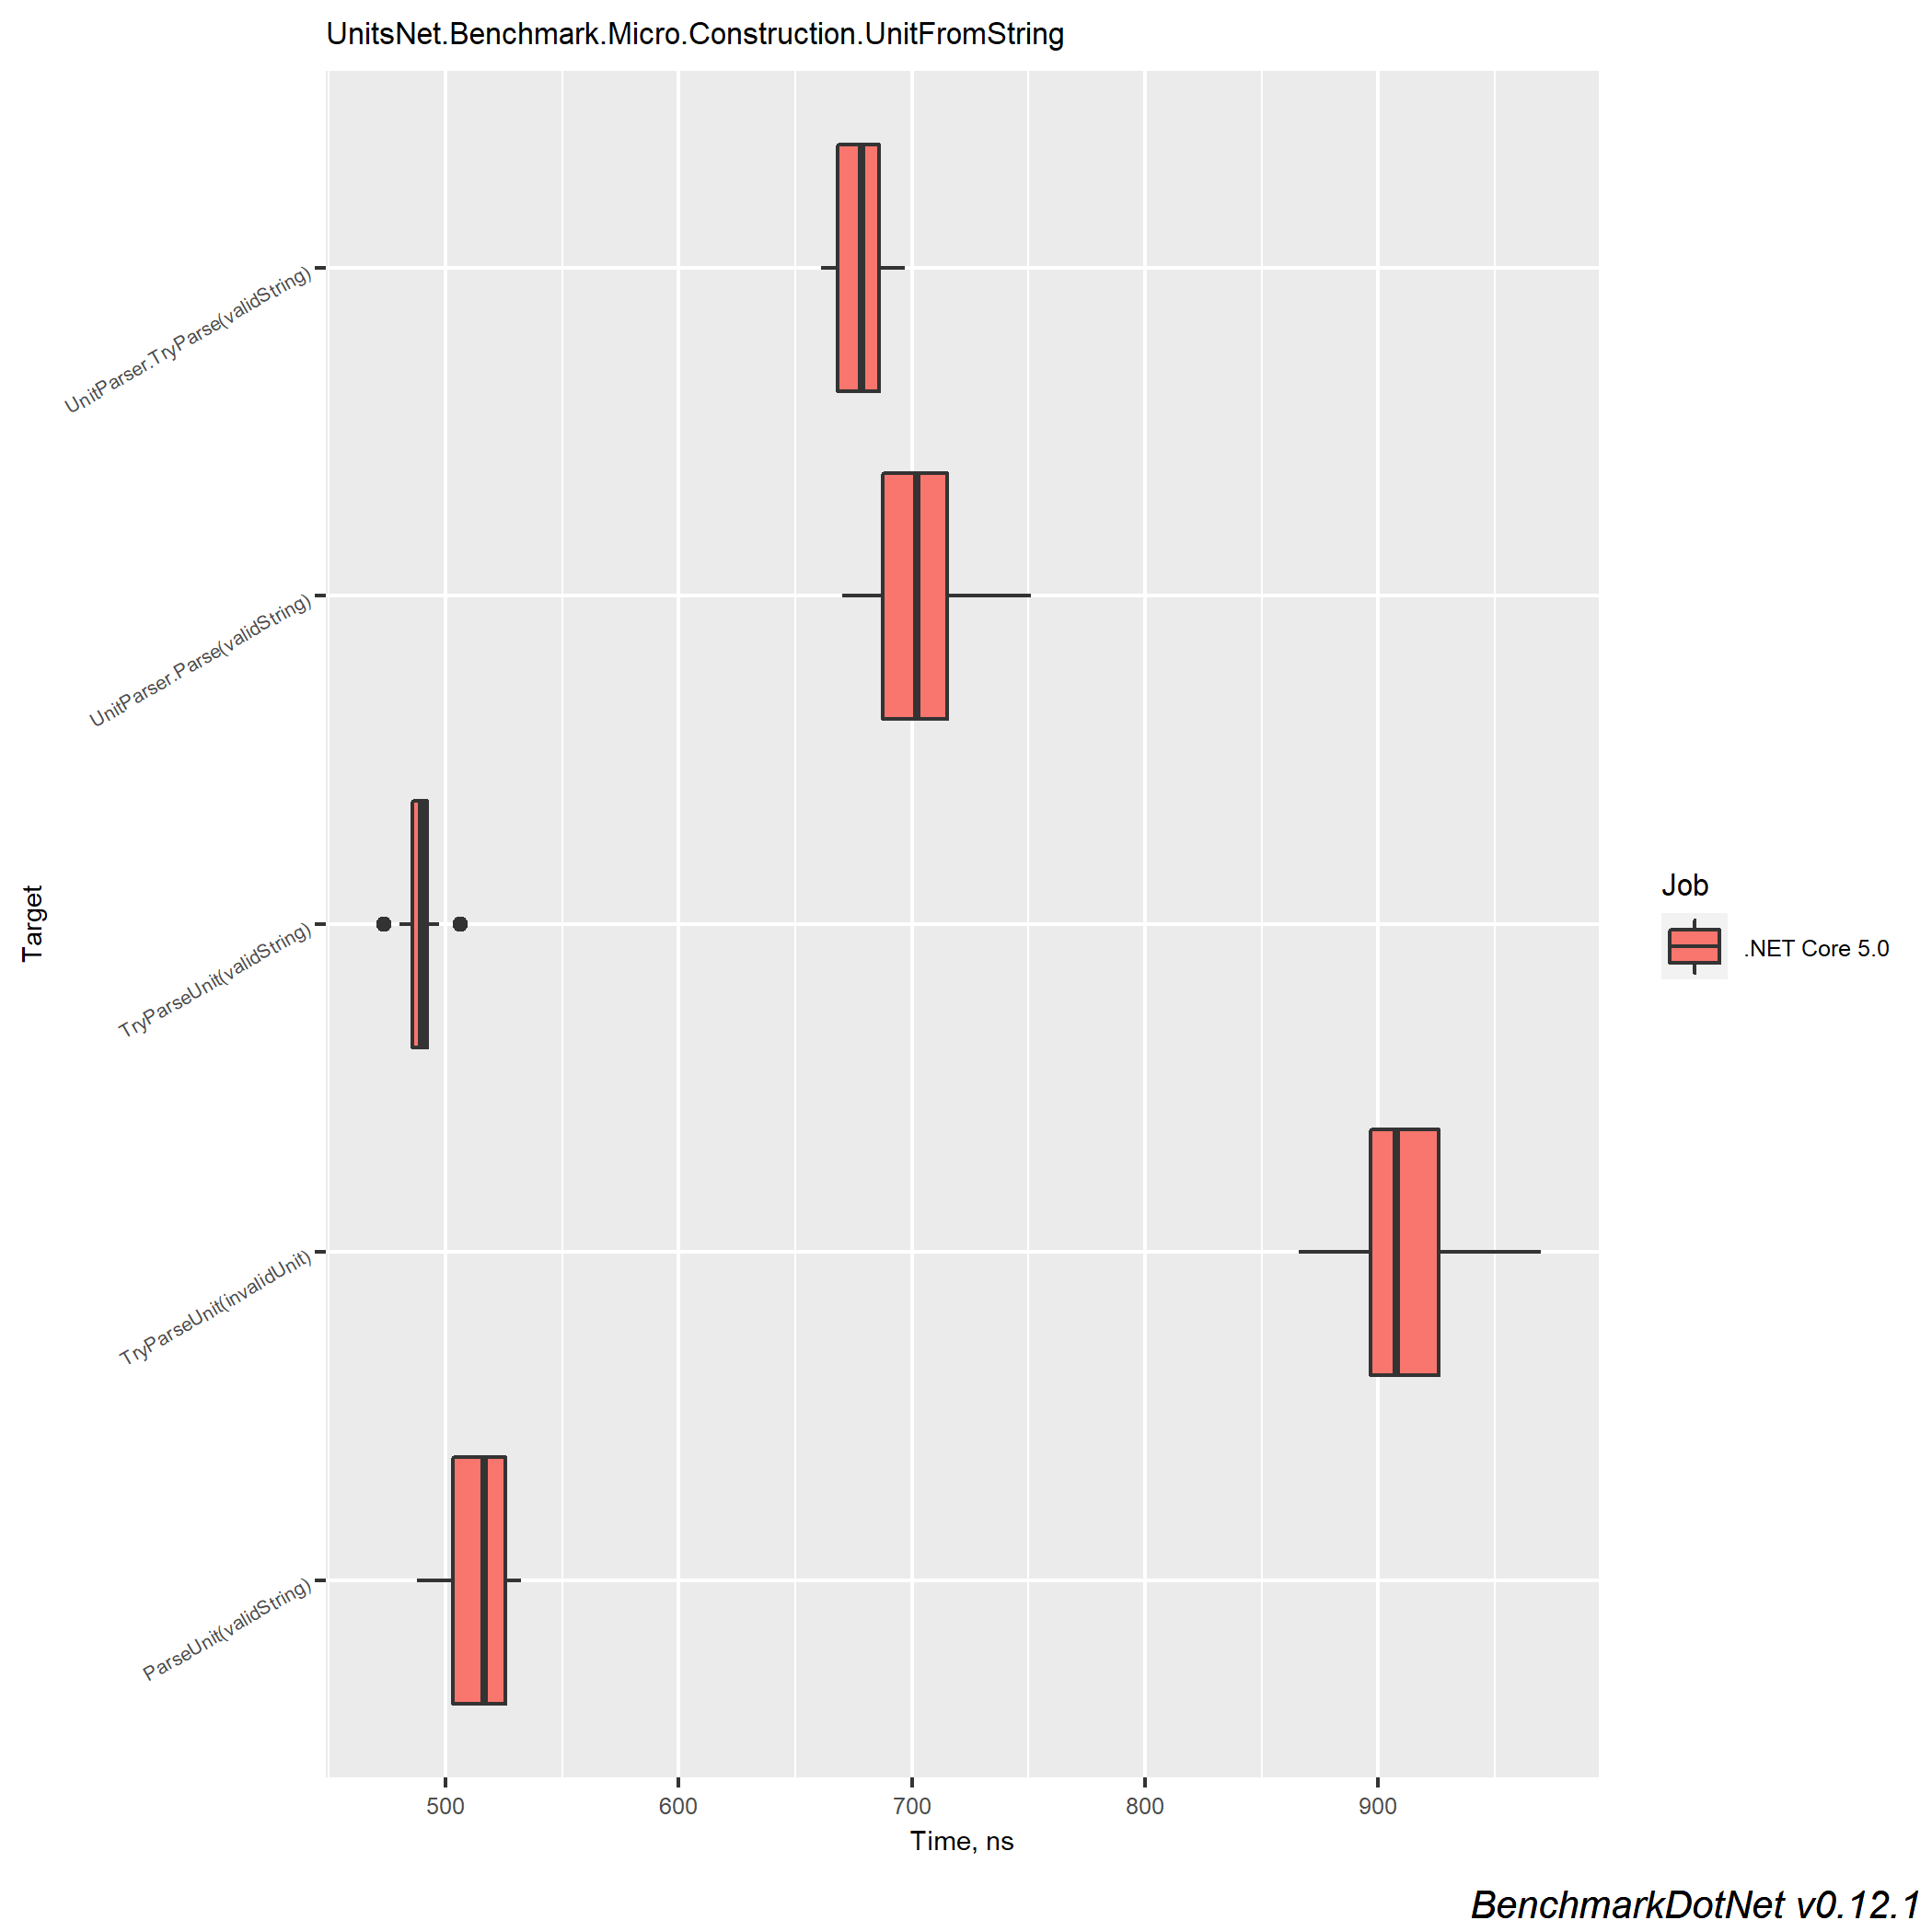 UnitsNet.Benchmark.Micro.Construction.UnitFromString
UnitParser.TryParse(validString)
UnitParser.Parse(validString)
TryParseUnit(validString)
TryParseUnit(invalidUnit)
ParseUnit(validString)
Target
500 600 700 800 900
Time, ns
Job
.NET Core 5.0
BenchmarkDotNet v0.12.1